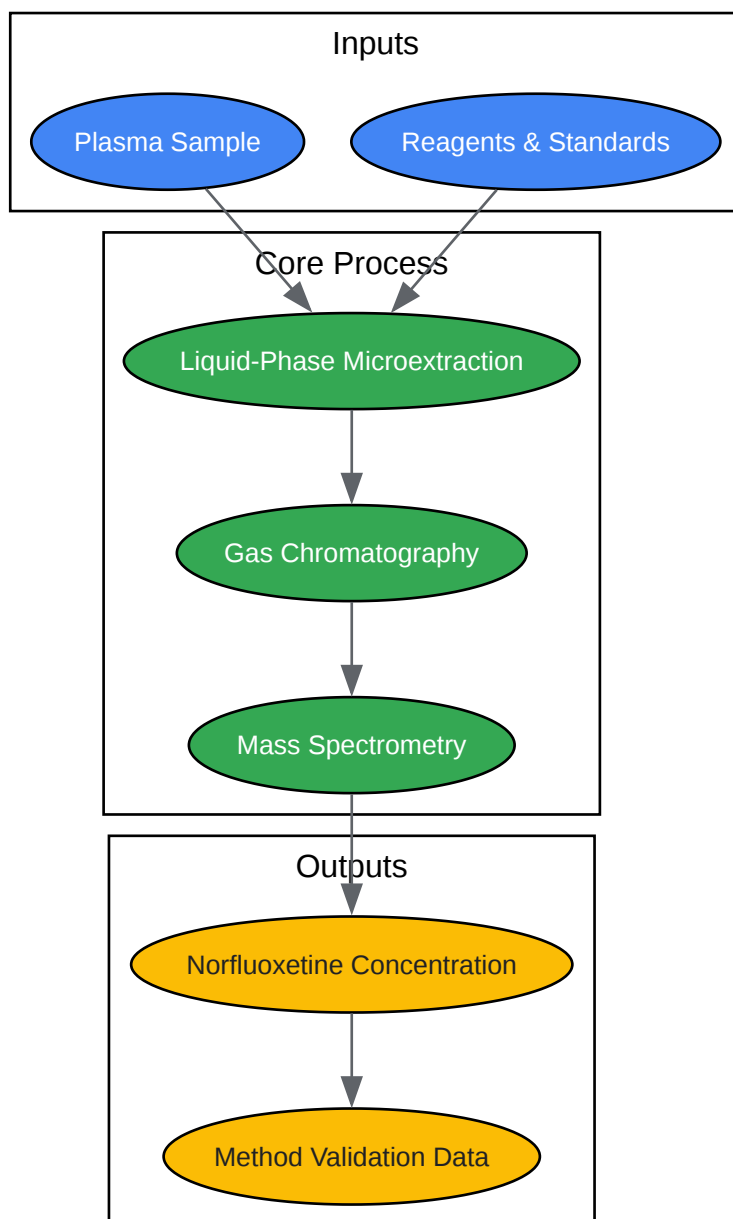 Inputs
Plasma Sample
Reagents & Standards
Core Process
Liquid-Phase Microextraction
Gas Chromatography
Mass Spectrometry
Outputs
Norfluoxetine Concentration
Method Validation Data